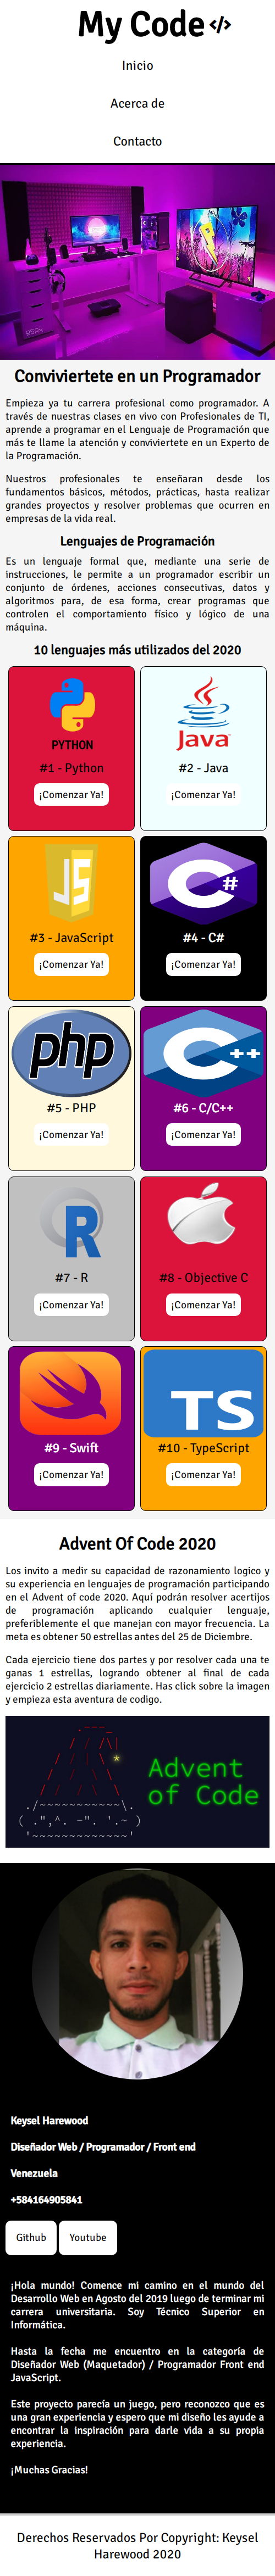 My Code </>
Inicio
Acerca de
Contacto
Conviviertete en un Programador
Empieza ya tu carrera profesional como programador. A
través de nuestras clases en vivo con Profesionales de TI,
aprende a programar en el Lenguaje de Programación que
más te llame la atención y conviviertete en un Experto de
la Programación.
Nuestros profesionales te enseñaran desde los
fundamentos básicos, métodos, prácticas, hasta realizar
grandes proyectos y resolver problemas que ocurren en
empresas de la vida real.
Lenguajes de Programación
Es un lenguaje formal que, mediante una serie de
instrucciones, le permite a un programador escribir un
conjunto de órdenes, acciones consecutivas, datos y
algoritmos para, de esa forma, crear programas que
controlen el comportamiento físico y lógico de una
máquina.
10 lenguajes más utilizados del 2020
PYTHON
#1 - Python
¡Comenzar Ya!
Java
#2 - Java
¡Comenzar Ya!
JS
#3 - JavaScript
¡Comenzar Ya!
C#
#4 - C#
¡Comenzar Ya!
php
#5 - PHP
¡Comenzar Ya!
C++
#6 - C/C++
¡Comenzar Ya!
R
#7 - R
¡Comenzar Ya!
#8 - Objective C
¡Comenzar Ya!
#9 - Swift
¡Comenzar Ya!
TS
#10 - TypeScript
¡Comenzar Ya!
Advent Of Code 2020
Los invito a medir su capacidad de razonamiento logico y
su experiencia en lenguajes de programación participando
en el Advent of code 2020. Aquí podrán resolver acertijos
de programación aplicando cualquier lenguaje,
preferiblemente el que manejan con mayor frecuencia. La
meta es obtener 50 estrellas antes del 25 de Diciembre.
Cada ejercicio tiene dos partes y por resolver cada una te
ganas 1 estrellas, logrando obtener al final de cada
ejercicio 2 estrellas diariamente. Has click sobre la imagen
y empieza esta aventura de codigo.
Advent
of Code
Keysel Harewood
Diseñador Web / Programador / Front end
Venezuela
+584164905841
Github
Youtube
¡Hola mundo! Comence mi camino en el mundo del
Desarrollo Web en Agosto del 2019 luego de terminar mi
carrera universitaria. Soy Técnico Superior en
Informática.
Hasta la fecha me encuentro en la categoría de
Diseñador Web (Maquetador) / Programador Front end
JavaScript.
Este proyecto parecía un juego, pero reconozco que es
una gran experiencia y espero que mi diseño les ayude a
encontrar la inspiración para darle vida a su propia
experiencia.
¡Muchas Gracias!
Derechos Reservados Por Copyright: Keysel
Harewood 2020